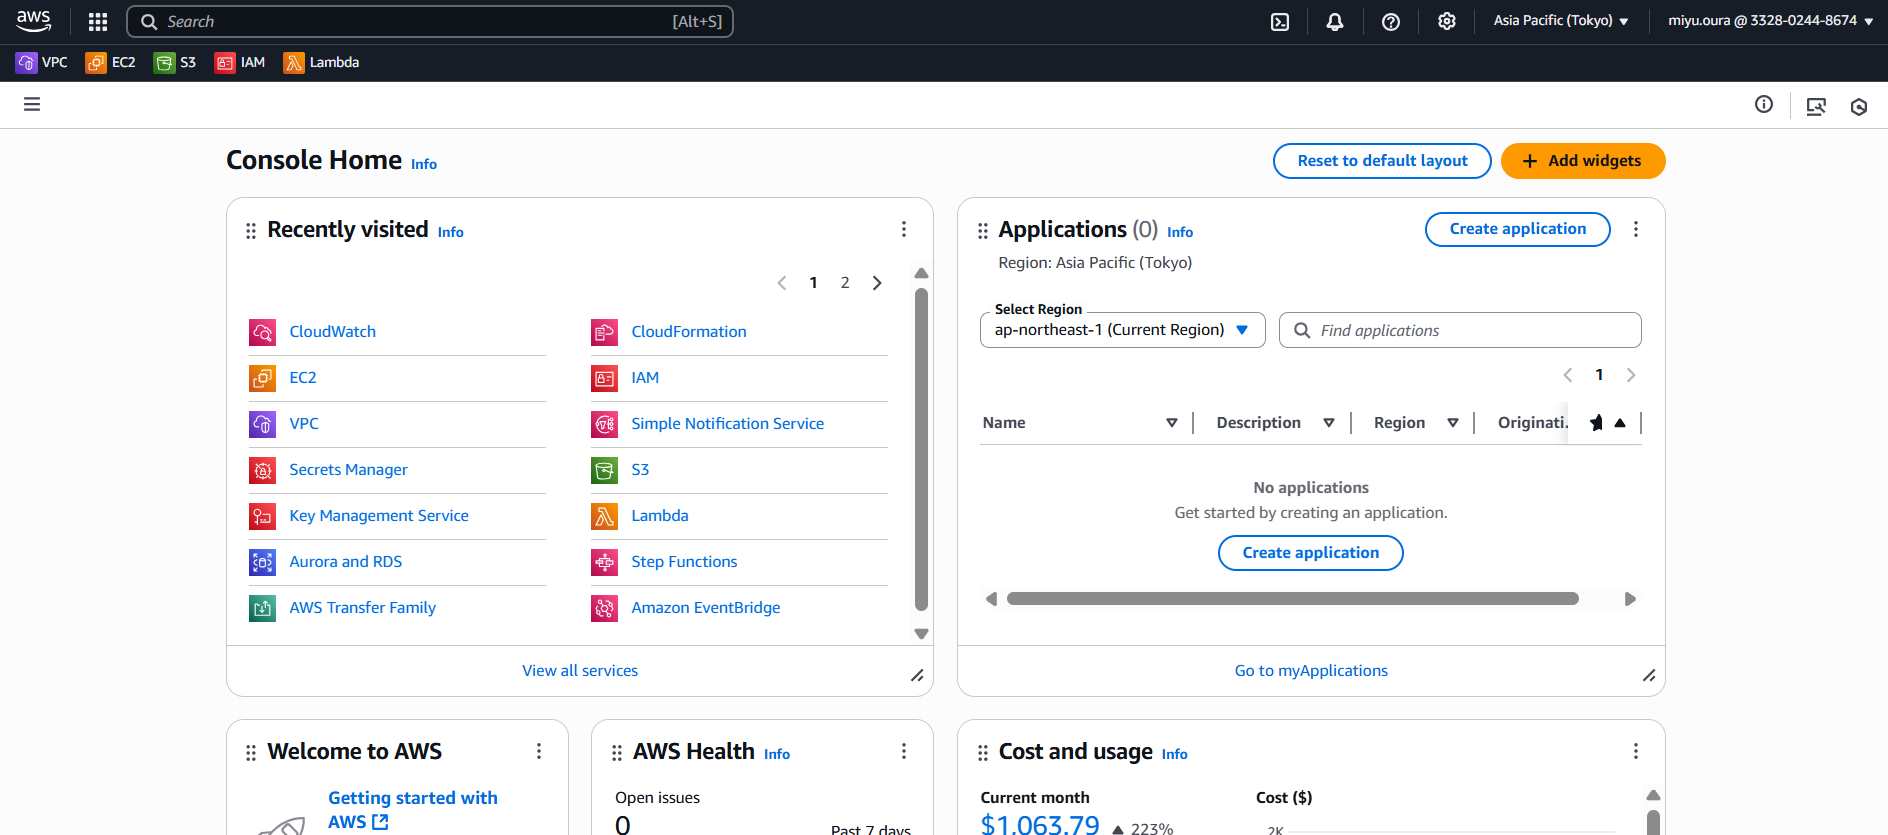 aws
Search [Alt+S]
Asia Pacific (Tokyo)
miyu.oura @ 3328-0244-8674
VPC EC2 S3 IAM Lambda
Console Home Info
Reset to default layout
+ Add widgets
Recently visited Info
1 2
CloudWatch
CloudFormation
EC2
IAM
VPC
Simple Notification Service
Secrets Manager
S3
Key Management Service
Lambda
Aurora and RDS
Step Functions
AWS Transfer Family
Amazon EventBridge
View all services
Applications (0) Info
Create application
Region: Asia Pacific (Tokyo)
Select Region
ap-northeast-1 (Current Region)
Find applications
1
Name Description Region Originati.
No applications
Get started by creating an application.
Create application
Go to myApplications
Welcome to AWS
Getting started with
AWS
AWS Health Info
Open issues
0
Past 7 days
Cost and usage Info
Current month
$1,063.79 223%
Cost ($)
2K